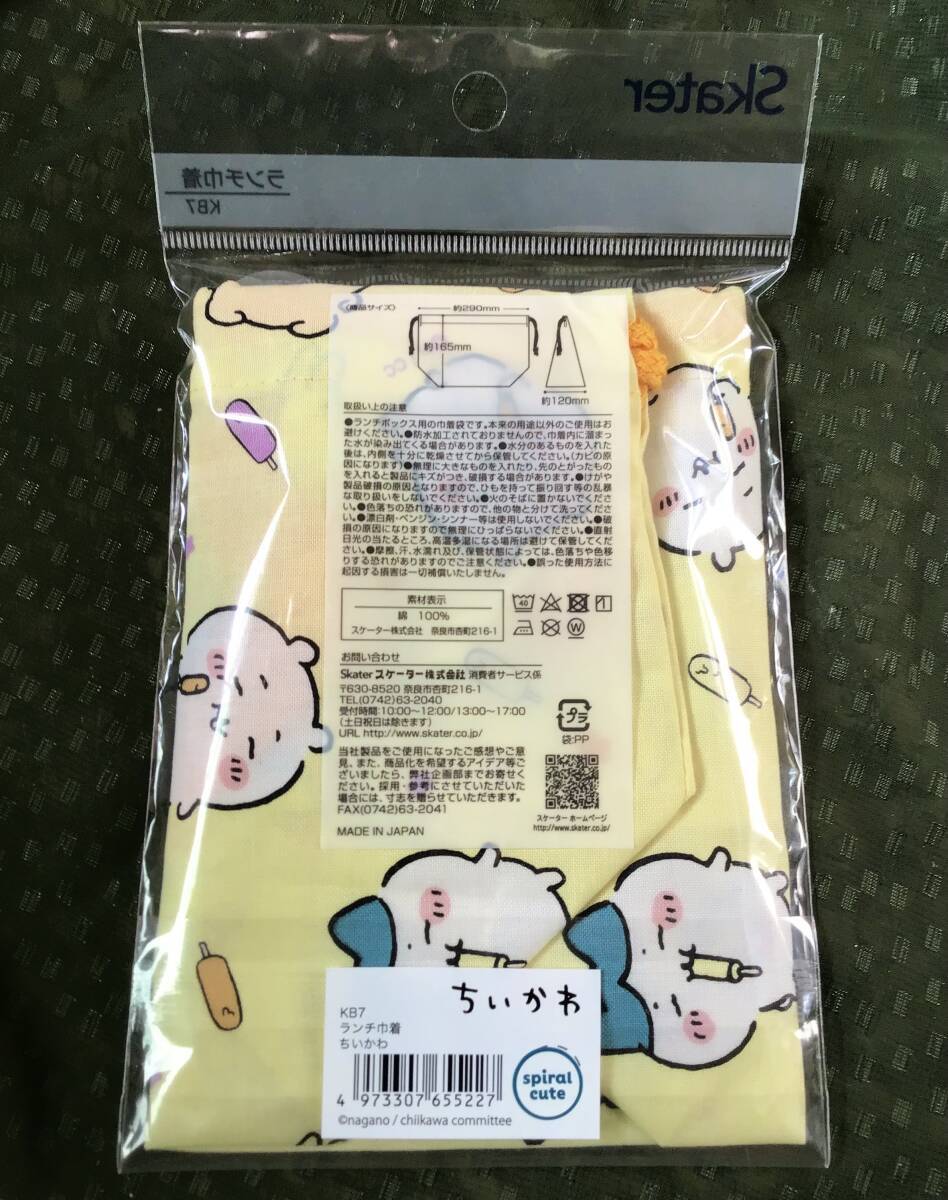 Skater
ランチ巾着
KB7
〈商品サイズ〉
約290mm
約165mm
約120mm
取扱い上の注意
●ランチボックス用の巾着袋です。本来の用途以外のご使用はお
避けください。●防水加工されておりませんので、巾着内に溜まっ
た水が染み出てくる場合があります。●水分のあるものを入れた
後は、内側を十分に乾燥させてから保管してください。(カビの原
因になります)●無理に大きなものを入れたり、先のとがったもの
を入れると製品にキズがつき、破損する場合があります。●けがや
製品破損の原因となりますので、ひもを持って振り回す等の乱暴
な取り扱いをしないでください。●火のそばに置かないでくださ
い。●色落ちの恐れがありますので、他の物と分けて洗ってくださ
い。●漂白剤・ベンジン・シンナー等は使用しないでください。●破
損の原因になりますので無理にひっぱらないでください。●直射
日光の当たるところ、高温多湿になる場所は避けて保管してくだ
さい。●摩擦、汗、水濡れ及び、保管状態によっては、色落ちや色移
りする恐れがありますのでご注意ください。●誤った使用方法に
起因する損害は一切補償いたしません。
素材表示
綿 100%
スケーター株式会社 奈良市杏町216-1
40
W
お問い合わせ
Skater スケーター株式会社 消費者サービス係
〒630-8520 奈良市杏町216-1
TEL(0742)63-2040
受付時間:10:00〜12:00/13:00〜17:00
(土日祝日は除きます)
URL http://www.skater.co.jp/
プラ
袋:PP
当社製品をご使用になったご感想やご意
見、また、商品化を希望するアイデア等ご
ざいましたら、弊社企画部までお寄せく
ださい。採用・参考にさせていただいた
場合には、寸志を贈らせていただきます。
FAX(0742)63-2041
MADE IN JAPAN
スケーター ホームページ
http://www.skater.co.jp/
ちいかわ
KB7
ランチ巾着
ちいかわ
4 973307 655227
spiral
cute
©nagano / chiikawa committee